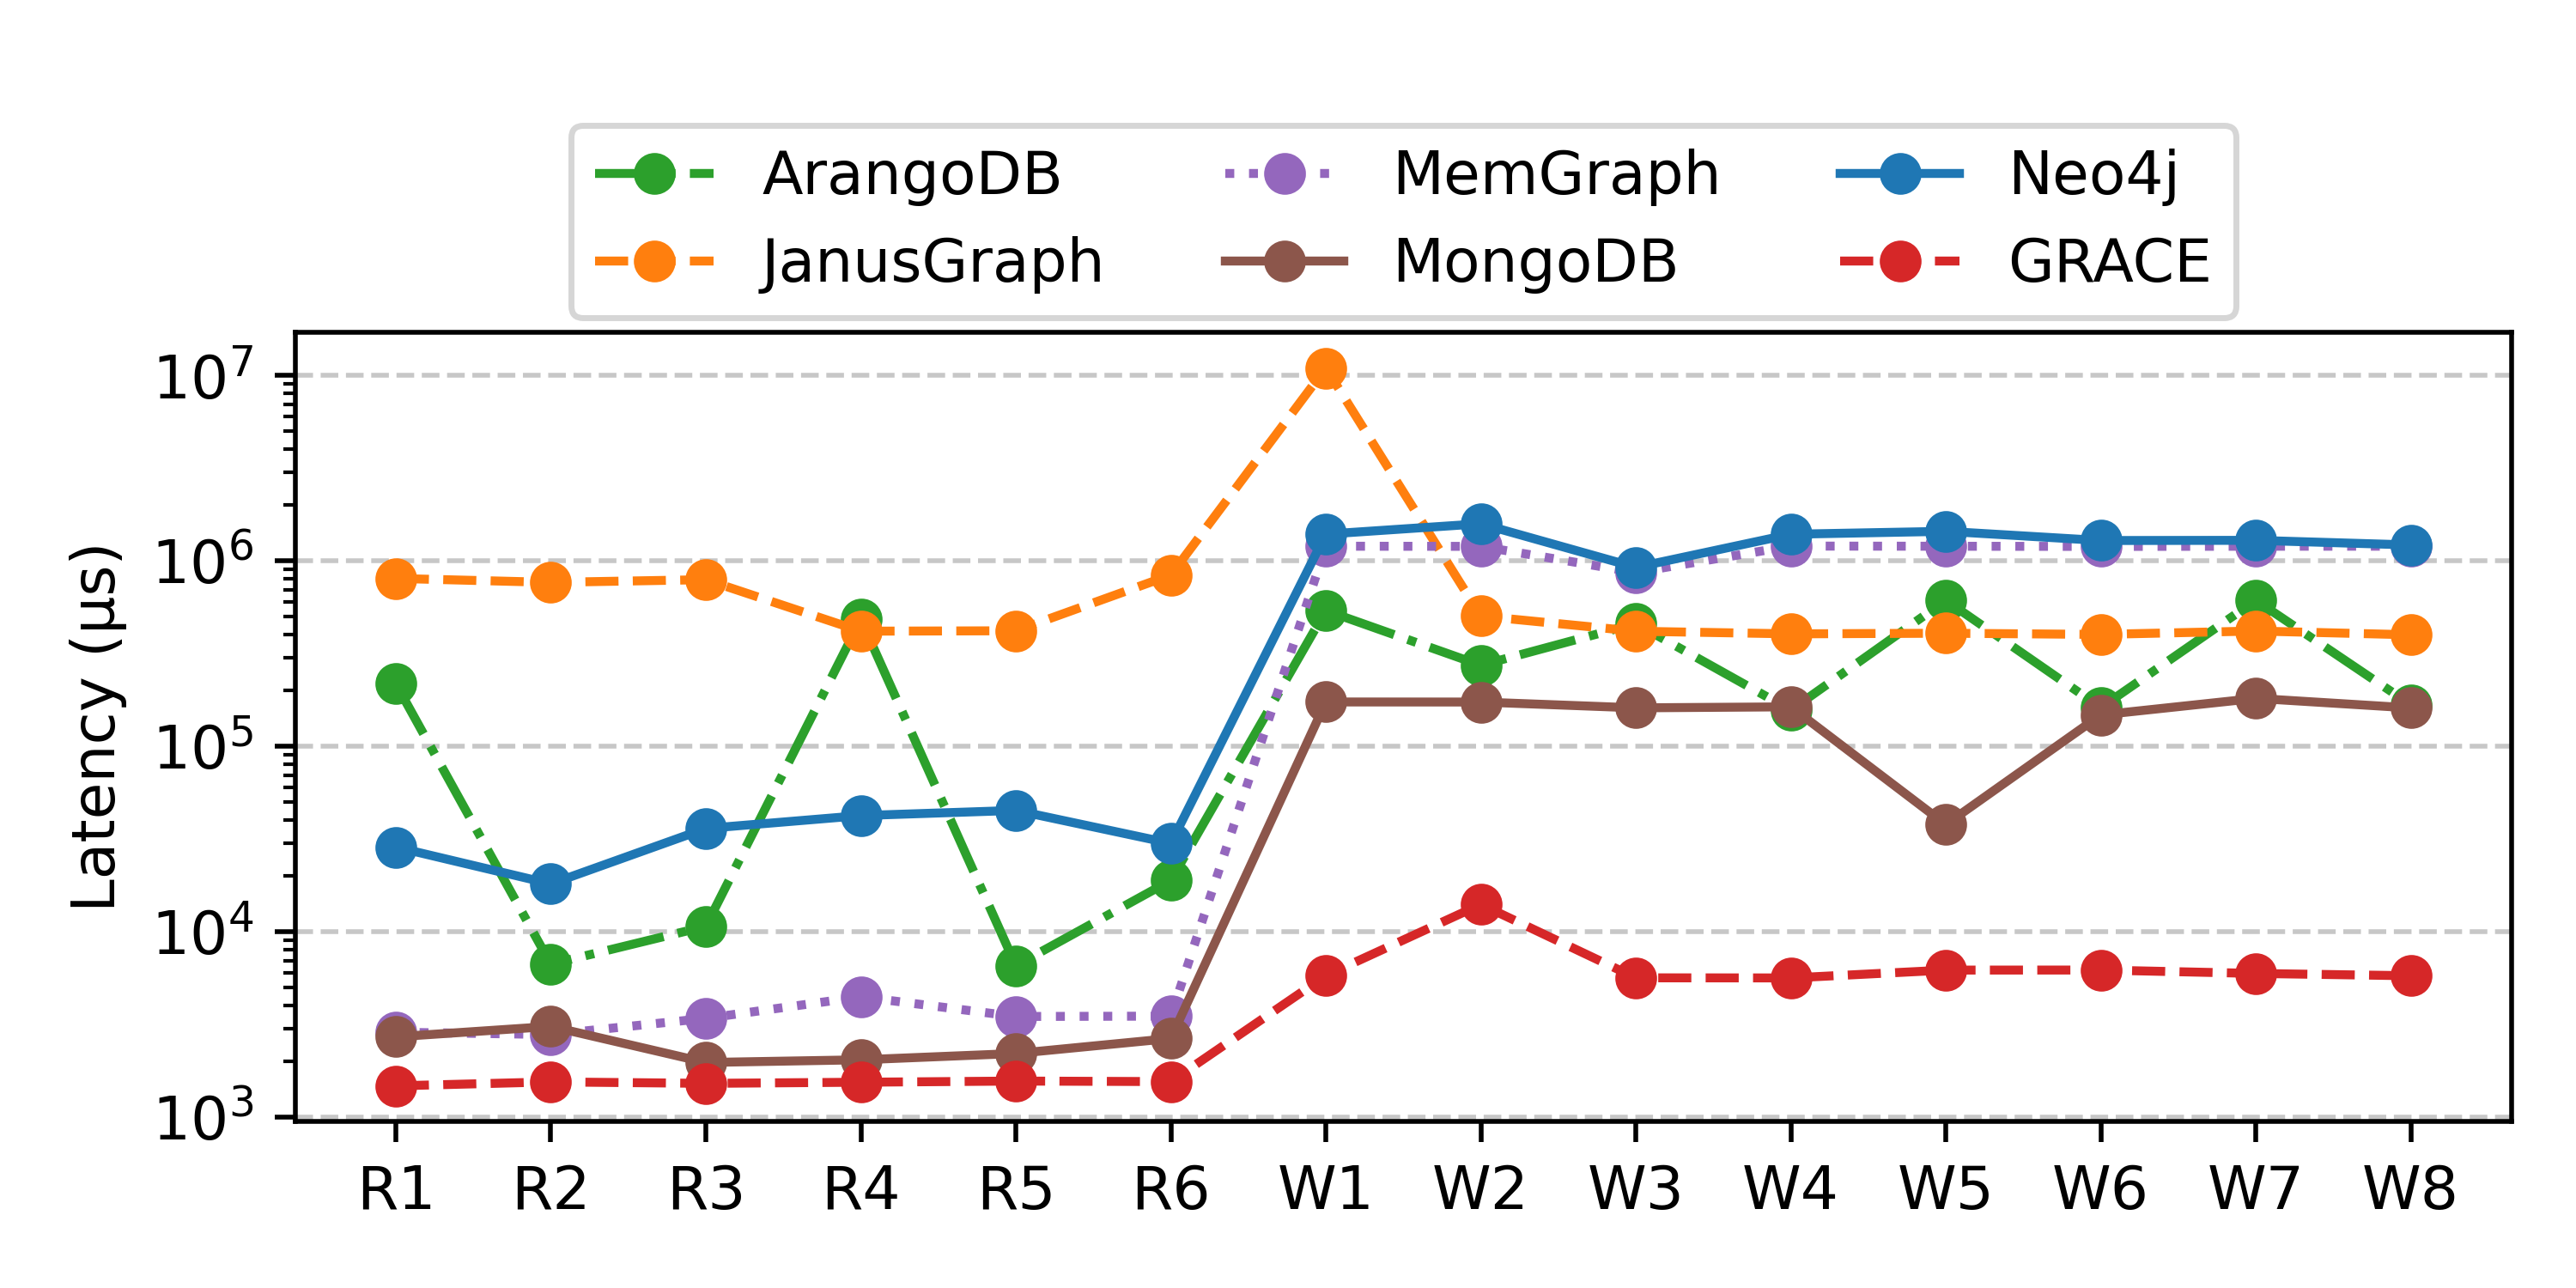 ArangoDB MemGraph Neo4j
JanusGraph MongoDB GRACE
Latency (µs)
10⁷
10⁶
10⁵
10⁴
10³
R1 R2 R3 R4 R5 R6 W1 W2 W3 W4 W5 W6 W7 W8